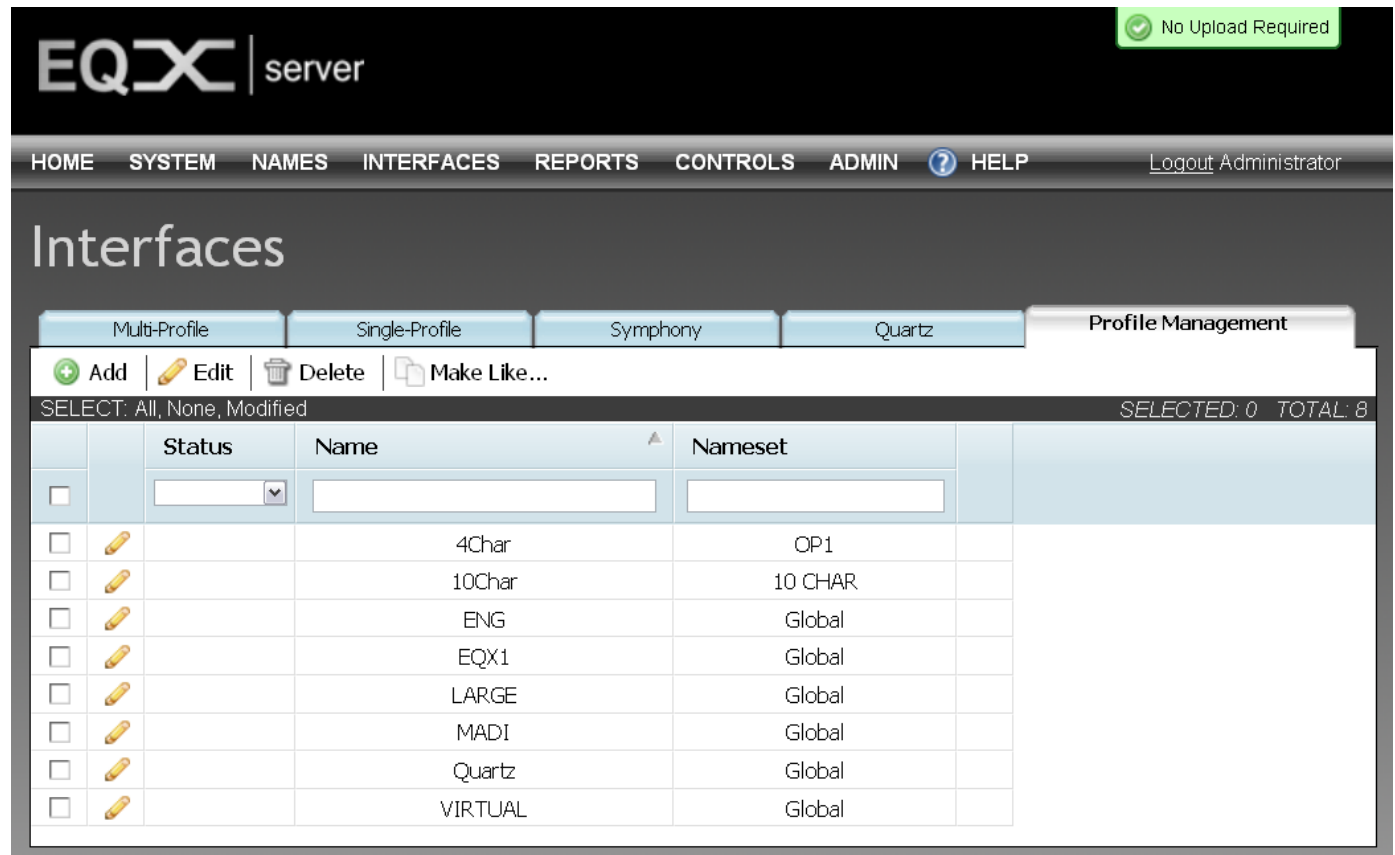 No Upload Required
EQX server
HOME SYSTEM NAMES INTERFACES REPORTS CONTROLS ADMIN ? HELP Logout Administrator
Interfaces
Multi-Profile Single-Profile Symphony Quartz Profile Management
Add Edit Delete Make Like...
SELECT: All, None, Modified SELECTED: 0 TOTAL: 8
Status Name Nameset
4Char OP1
10Char 10 CHAR
ENG Global
EQX1 Global
LARGE Global
MADI Global
Quartz Global
VIRTUAL Global